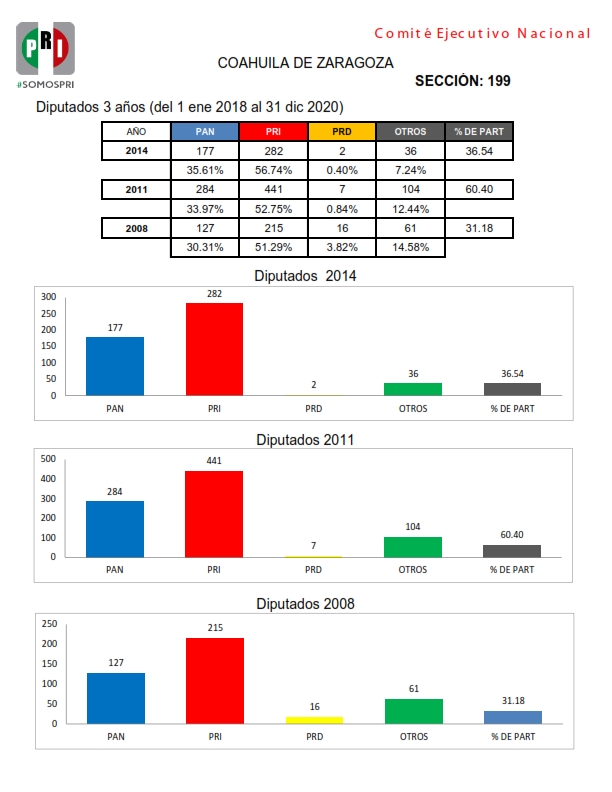 Comité Ejecutivo Nacional
PRI
#SOMOSPRI
COAHUILA DE ZARAGOZA
SECCIÓN: 199
Diputados 3 años (del 1 ene 2018 al 31 dic 2020)
AÑO PAN PRI PRD OTROS % DE PART
2014 177 282 2 36 36.54
35.61% 56.74% 0.40% 7.24%
2011 284 441 7 104 60.40
33.97% 52.75% 0.84% 12.44%
2008 127 215 16 61 31.18
30.31% 51.29% 3.82% 14.58%
Diputados 2014
300
250
200
150
100
50
0
177 282 2 36 36.54
PAN PRI PRD OTROS % DE PART
Diputados 2011
500
400
300
200
100
0
284 441 7 104 60.40
PAN PRI PRD OTROS % DE PART
Diputados 2008
250
200
150
100
50
0
127 215 16 61 31.18
PAN PRI PRD OTROS % DE PART